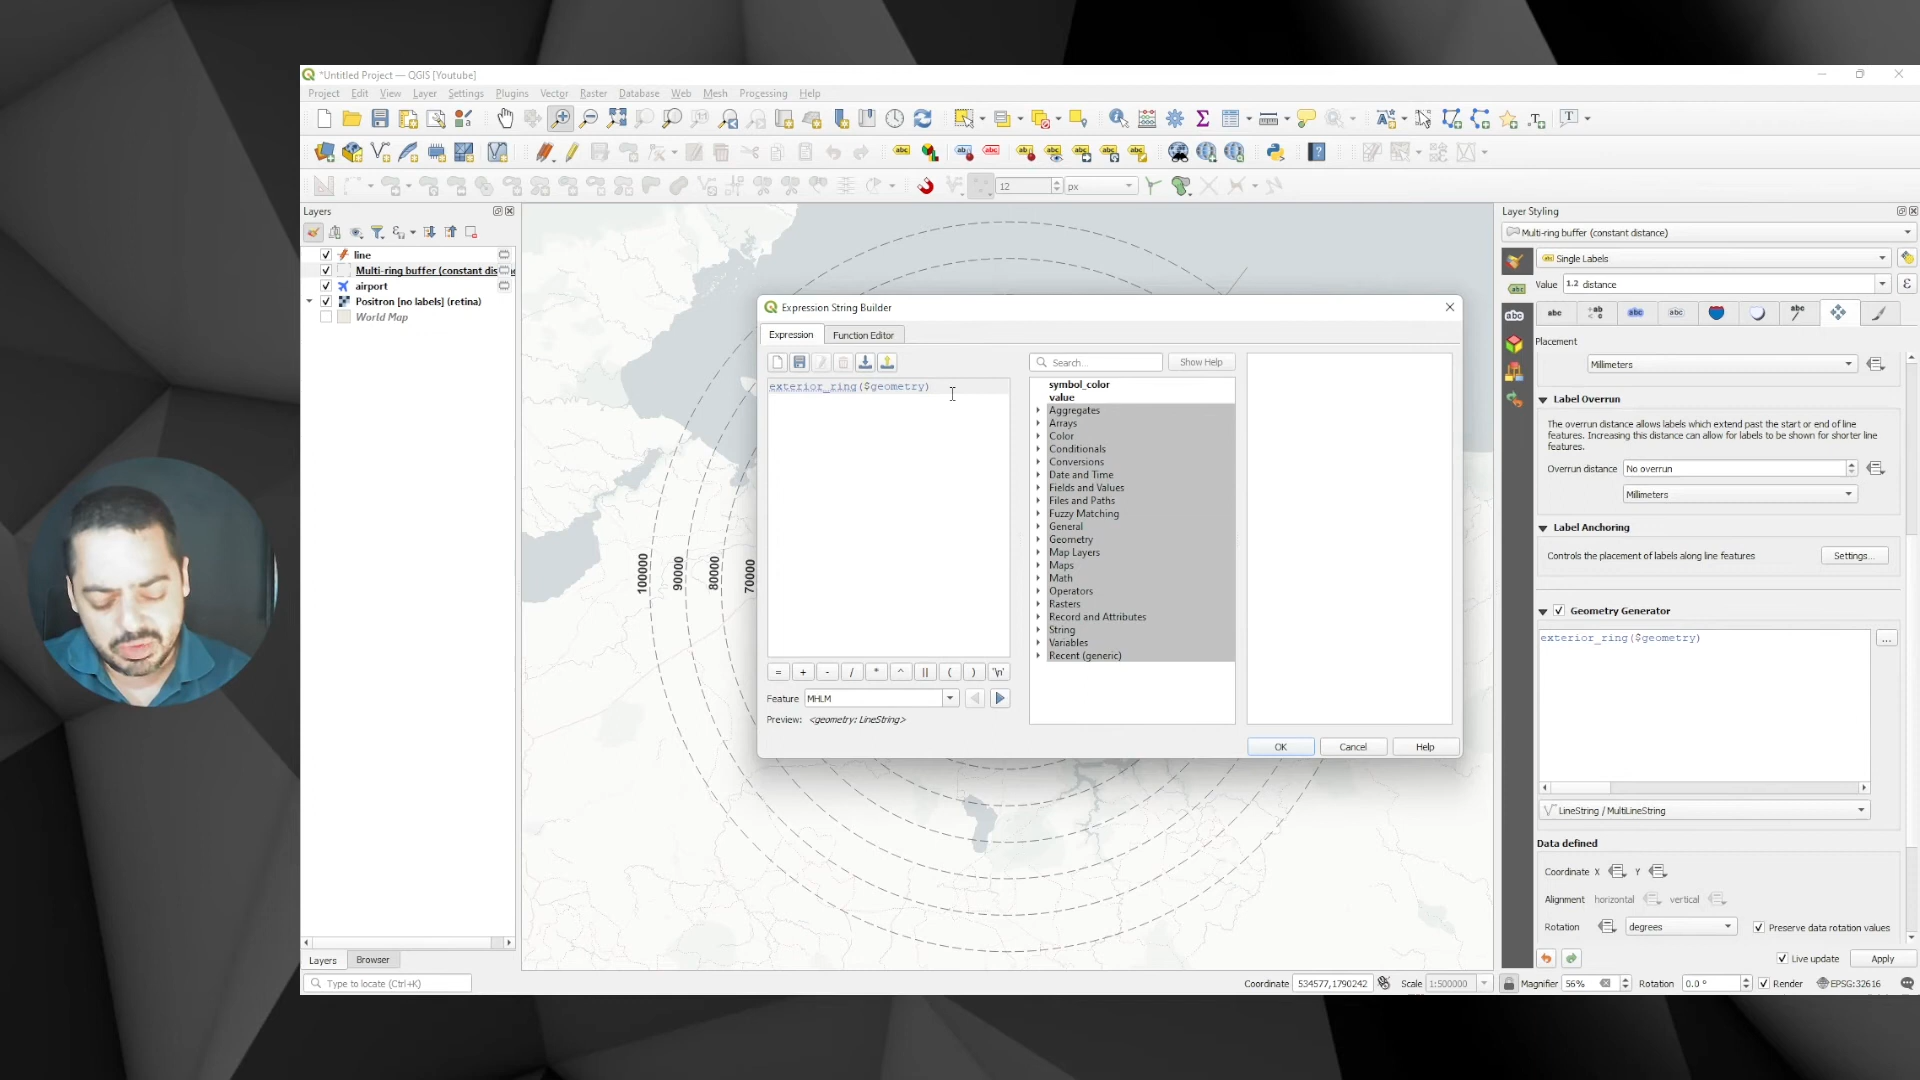 *Untitled Project — QGIS [Youtube]
Project Edit View Layer Settings Plugins Vector Raster Database Web Mesh Processing Help
12 px
Layers
line
Multi-ring buffer (constant dis
airport
Positron [no labels] (retina)
World Map
Layers Browser
Type to locate (Ctrl+K)
100000
90000
80000
70000
Expression String Builder
Expression Function Editor
Search... Show Help
exterior_ring($geometry)
symbol_color
value
Aggregates
Arrays
Color
Conditionals
Conversions
Date and Time
Fields and Values
Files and Paths
Fuzzy Matching
General
Geometry
Map Layers
Maps
Math
Operators
Rasters
Record and Attributes
String
Variables
Recent (generic)
= + - / * ^ || ( ) '\n'
Feature MHLM
Preview: <geometry: LineString>
OK Cancel Help
Layer Styling
Multi-ring buffer (constant distance)
Single Labels
Value 1.2 distance
Placement
Millimeters
Label Overrun
The overrun distance allows labels which extend past the start or end of line
features. Increasing this distance can allow for labels to be shown for shorter line
features.
Overrun distance No overrun
Millimeters
Label Anchoring
Controls the placement of labels along line features Settings...
Geometry Generator
exterior_ring($geometry)
...
LineString / MultiLineString
Data defined
Coordinate X Y
Alignment horizontal vertical
Rotation degrees Preserve data rotation values
Live update Apply
Coordinate 534577,1790242 Scale 1:500000 Magnifier 56% Rotation 0.0 ° Render EPSG:32616